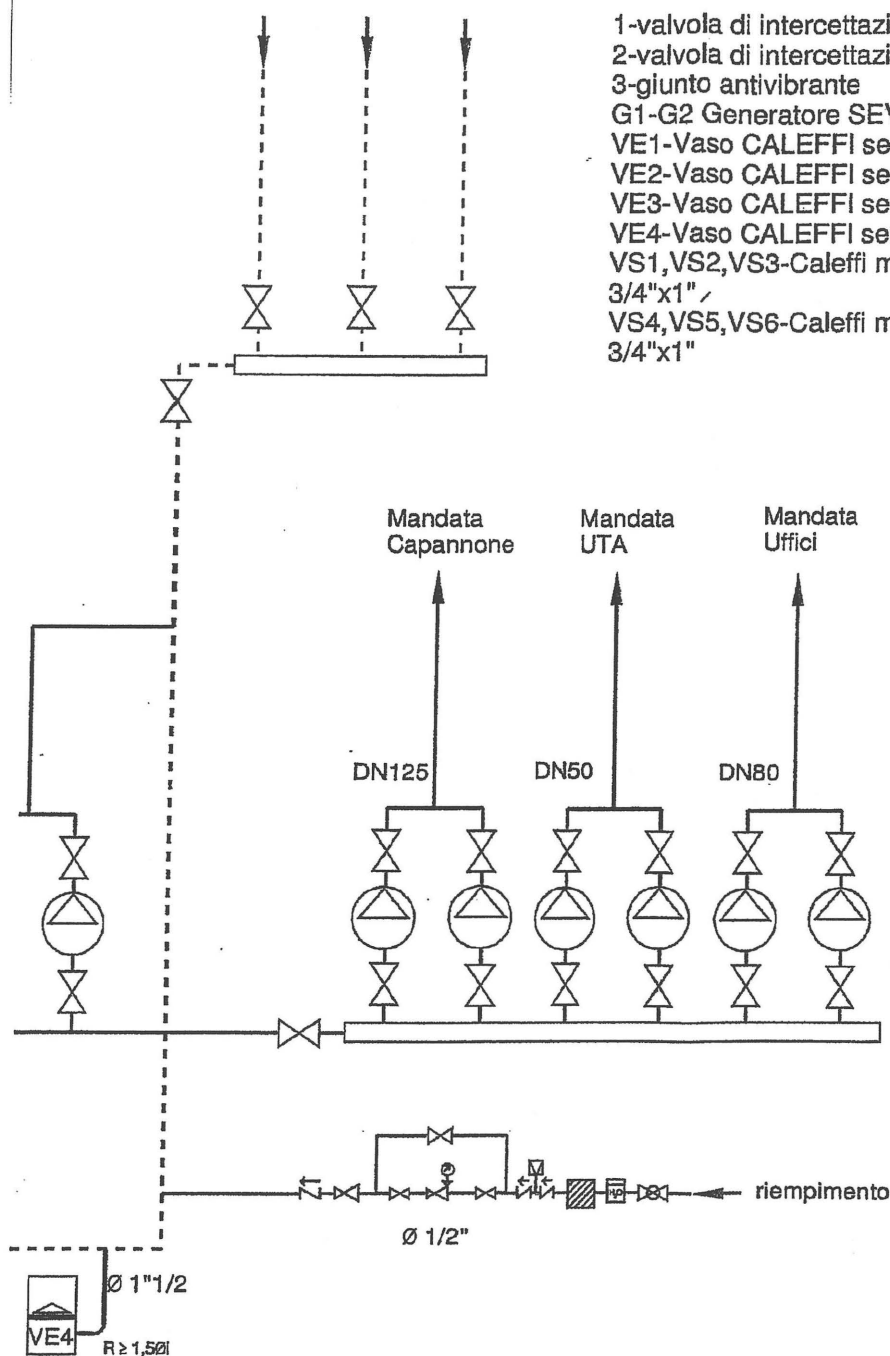 1-valvola di intercettazi
2-valvola di intercettazi
3-giunto antivibrante
G1-G2 Generatore SEV
VE1-Vaso CALEFFI se
VE2-Vaso CALEFFI se
VE3-Vaso CALEFFI se
VE4-Vaso CALEFFI se
VS1,VS2,VS3-Caleffi m
3/4"x1"
VS4,VS5,VS6-Caleffi m
3/4"x1"
Mandata
Capannone
Mandata
UTA
Mandata
Uffici
DN125
DN50
DN80
riempimento
Ø 1/2"
Ø 1"1/2
VE4
R ≥ 1,5Øi